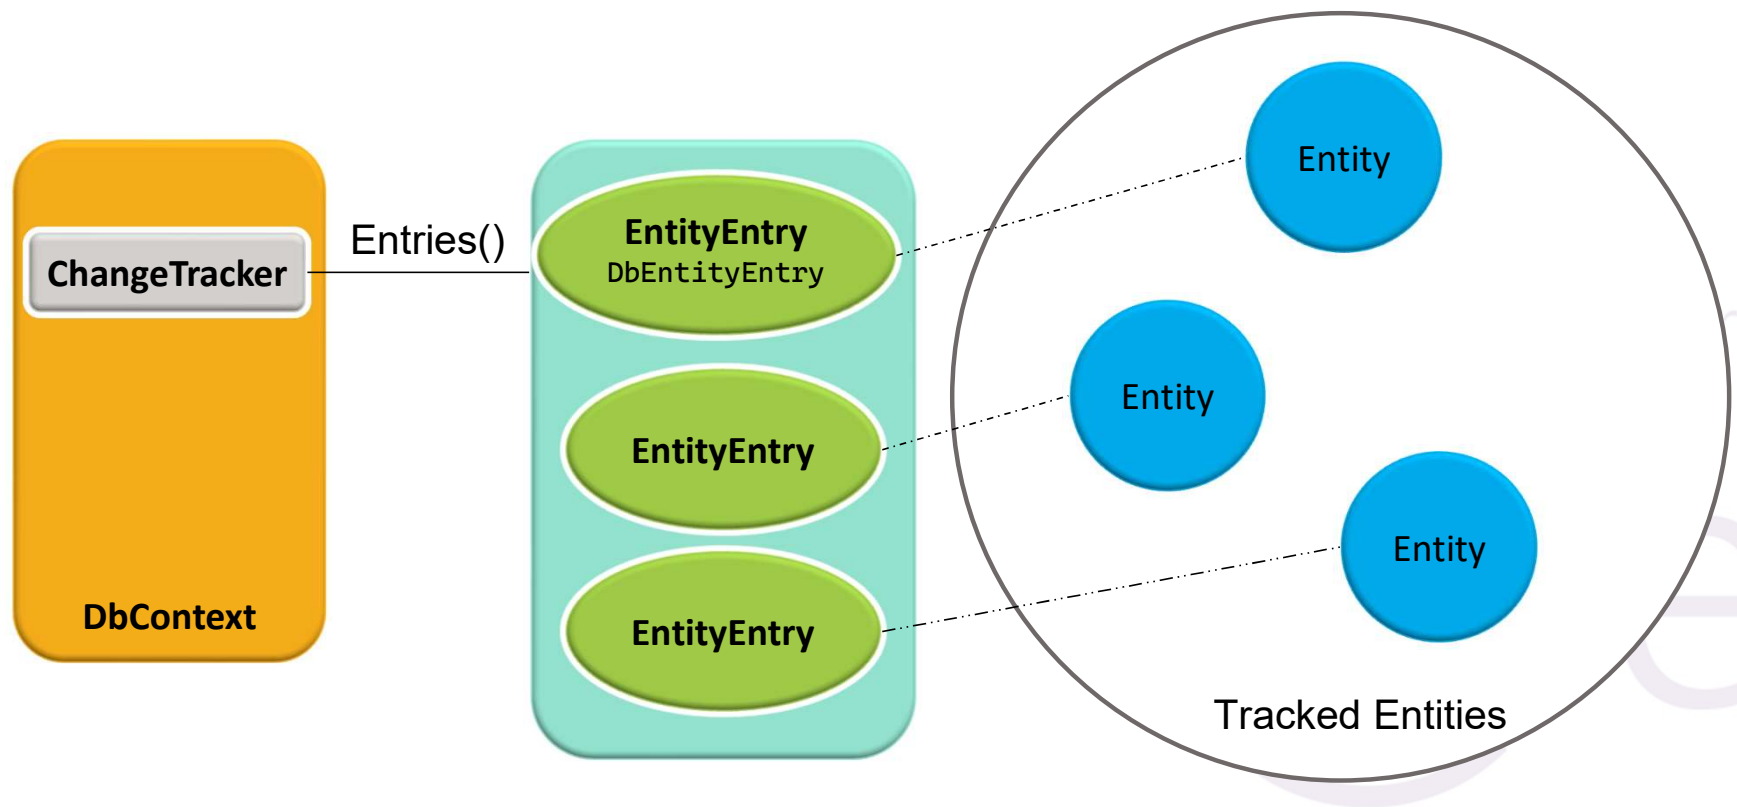 ChangeTracker
DbContext
Entries()
EntityEntry
DbEntityEntry
EntityEntry
EntityEntry
Entity
Entity
Entity
Tracked Entities